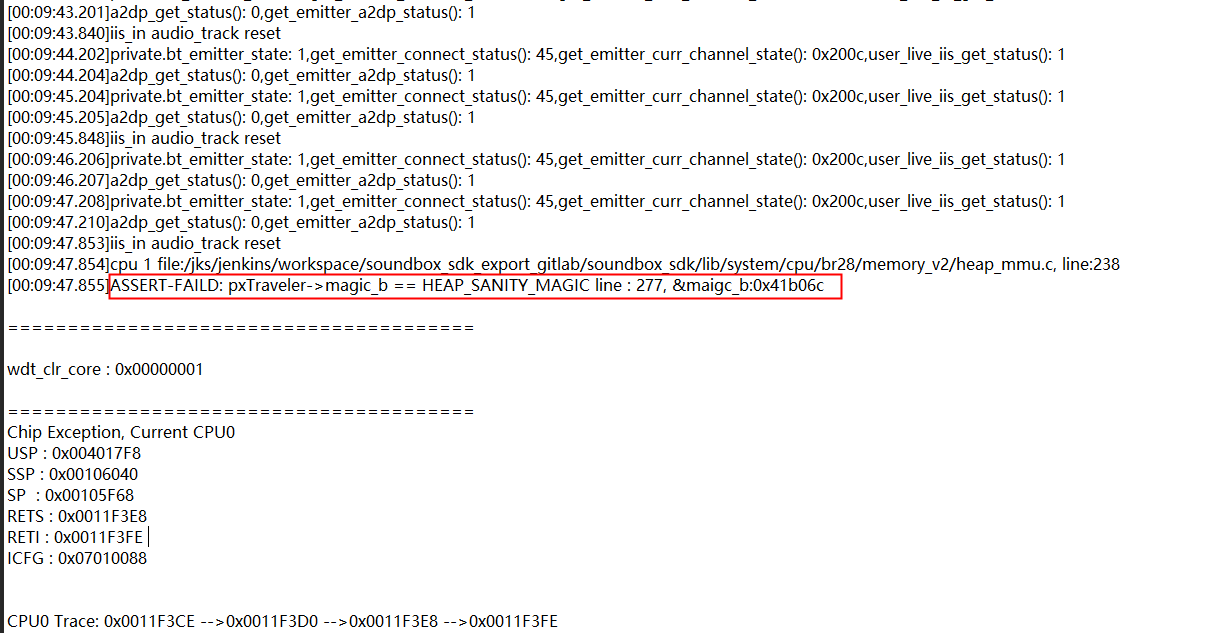 [00:09:43.201]a2dp_get_status(): 0,get_emitter_a2dp_status(): 1
[00:09:43.840]iis_in audio_track reset
[00:09:44.202]private.bt_emitter_state: 1,get_emitter_connect_status(): 45,get_emitter_curr_channel_state(): 0x200c,user_live_iis_get_status(): 1
[00:09:44.204]a2dp_get_status(): 0,get_emitter_a2dp_status(): 1
[00:09:45.204]private.bt_emitter_state: 1,get_emitter_connect_status(): 45,get_emitter_curr_channel_state(): 0x200c,user_live_iis_get_status(): 1
[00:09:45.205]a2dp_get_status(): 0,get_emitter_a2dp_status(): 1
[00:09:45.848]iis_in audio_track reset
[00:09:46.206]private.bt_emitter_state: 1,get_emitter_connect_status(): 45,get_emitter_curr_channel_state(): 0x200c,user_live_iis_get_status(): 1
[00:09:46.207]a2dp_get_status(): 0,get_emitter_a2dp_status(): 1
[00:09:47.208]private.bt_emitter_state: 1,get_emitter_connect_status(): 45,get_emitter_curr_channel_state(): 0x200c,user_live_iis_get_status(): 1
[00:09:47.210]a2dp_get_status(): 0,get_emitter_a2dp_status(): 1
[00:09:47.853]iis_in audio_track reset
[00:09:47.854]cpu 1 file:/jks/jenkins/workspace/soundbox_sdk_export_gitlab/soundbox_sdk/lib/system/cpu/br28/memory_v2/heap_mmu.c, line:238
[00:09:47.855]ASSERT-FAILD: pxTraveler->magic_b == HEAP_SANITY_MAGIC line : 277, &maigc_b:0x41b06c
=======================================
wdt_clr_core : 0x00000001
=======================================
Chip Exception, Current CPU0
USP : 0x004017F8
SSP : 0x00106040
SP  : 0x00105F68
RETS : 0x0011F3E8
RETI : 0x0011F3FE
ICFG : 0x07010088
CPU0 Trace: 0x0011F3CE -->0x0011F3D0 -->0x0011F3E8 -->0x0011F3FE